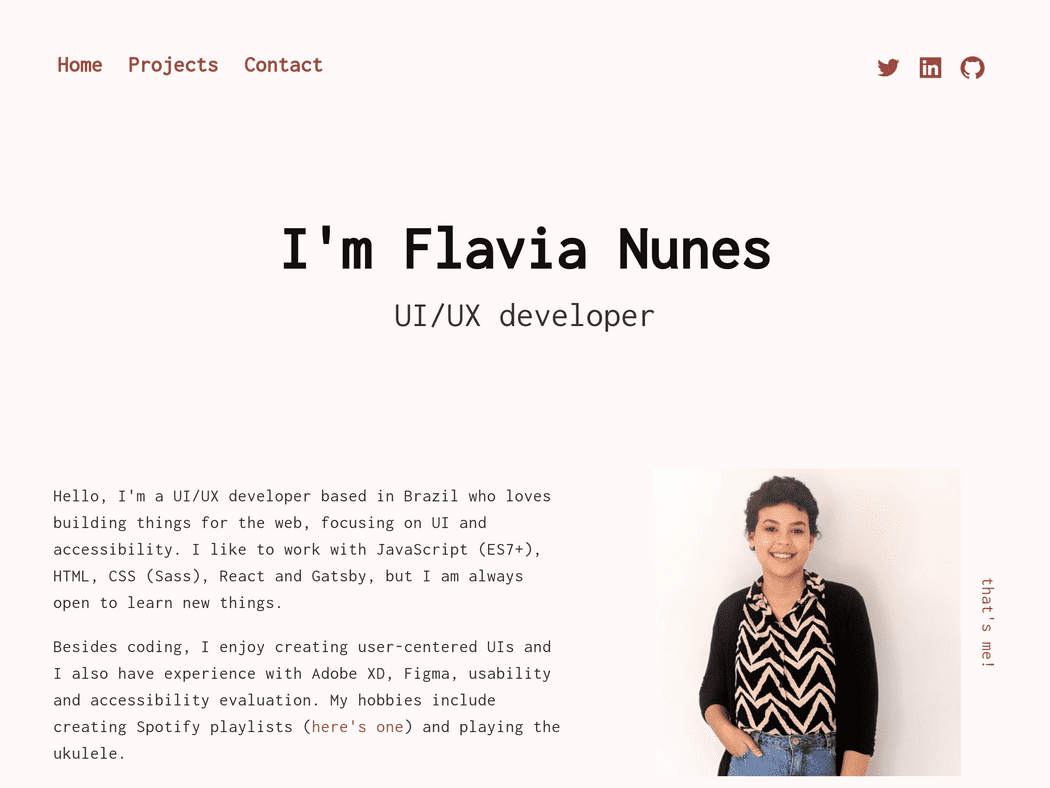 Home Projects Contact
I'm Flavia Nunes
UI/UX developer
Hello, I'm a UI/UX developer based in Brazil who loves
building things for the web, focusing on UI and
accessibility. I like to work with JavaScript (ES7+),
HTML, CSS (Sass), React and Gatsby, but I am always
open to learn new things.
Besides coding, I enjoy creating user-centered UIs and
I also have experience with Adobe XD, Figma, usability
and accessibility evaluation. My hobbies include
creating Spotify playlists (here's one) and playing the
ukulele.
that's me!